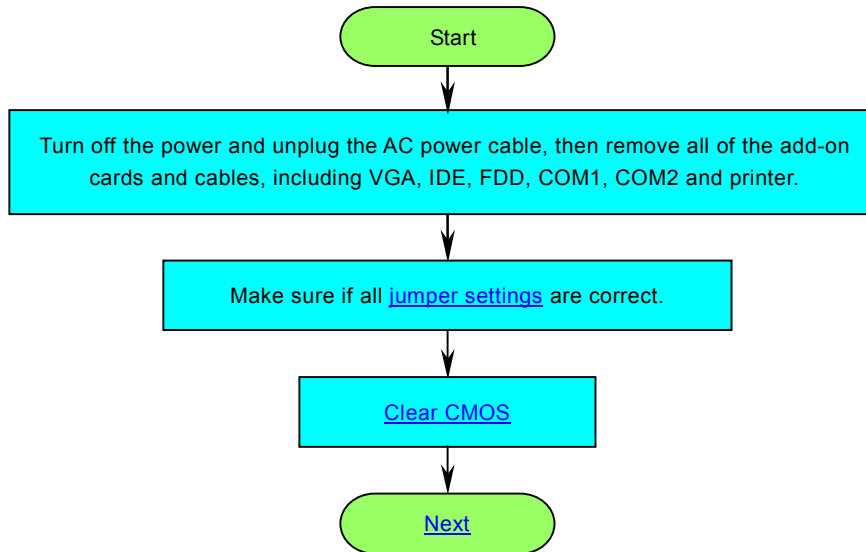 Start
Turn off the power and unplug the AC power cable, then remove all of the add-on
cards and cables, including VGA, IDE, FDD, COM1, COM2 and printer.
Make sure if all jumper settings are correct.
Clear CMOS
Next